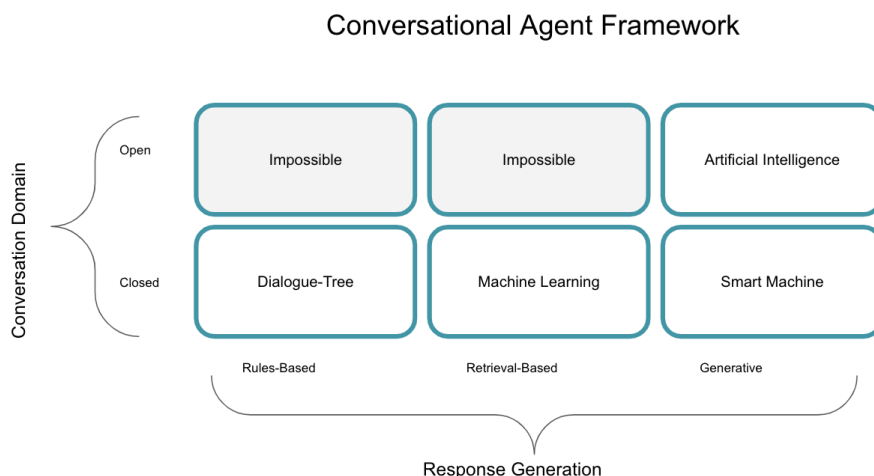 Conversational Agent Framework
Conversation Domain
Open
Impossible
Impossible
Artificial Intelligence
Closed
Dialogue-Tree
Machine Learning
Smart Machine
Rules-Based
Retrieval-Based
Generative
Response Generation